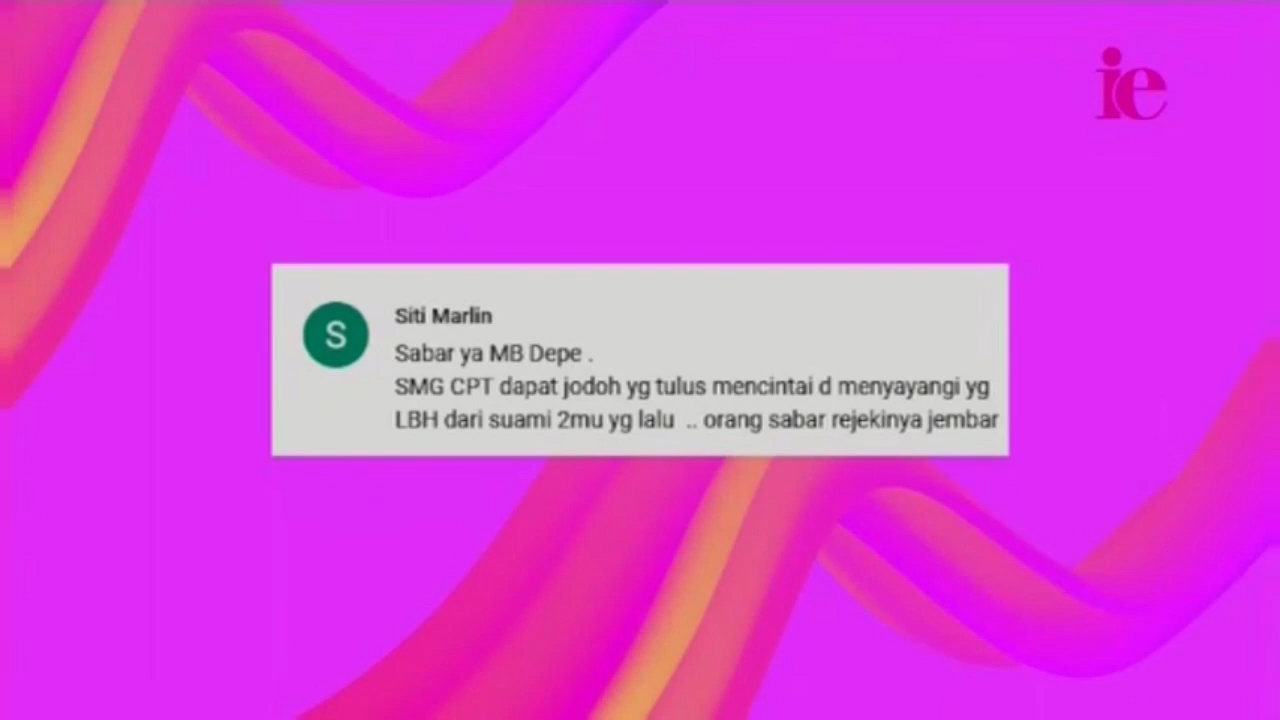 ie
S
Siti Marlin
Sabar ya MB Depe .
SMG CPT dapat jodoh yg tulus mencintai d menyayangi yg
LBH dari suami 2mu yg lalu .. orang sabar rejekinya jembar